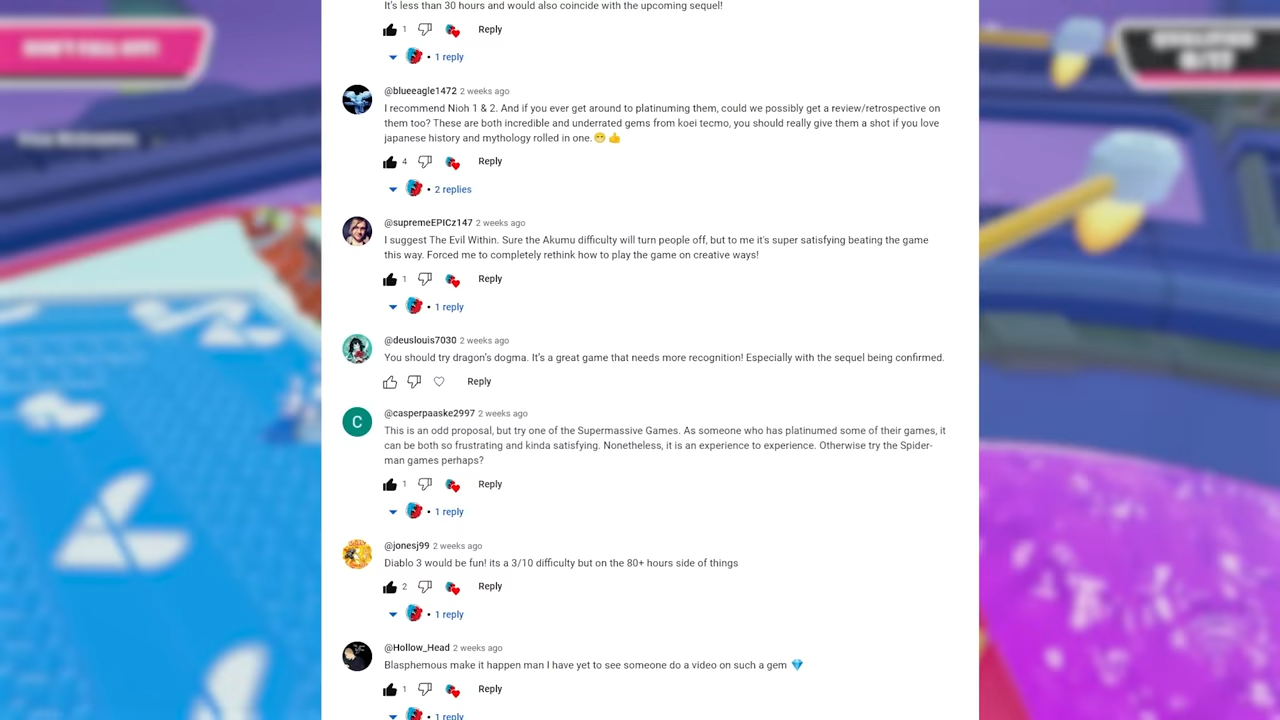 DON'T FALL OFF!
QUALIFIED
It's less than 30 hours and would also coincide with the upcoming sequel!
1 Reply
• 1 reply
@blueeagle1472 2 weeks ago
I recommend Nioh 1 & 2. And if you ever get around to platinuming them, could we possibly get a review/retrospective on
them too? These are both incredible and underrated gems from koei tecmo, you should really give them a shot if you love
japanese history and mythology rolled in one.😁👍
4 Reply
• 2 replies
@supremeEPICz147 2 weeks ago
I suggest The Evil Within. Sure the Akumu difficulty will turn people off, but to me it's super satisfying beating the game
this way. Forced me to completely rethink how to play the game on creative ways!
1 Reply
• 1 reply
@deuslouis7030 2 weeks ago
You should try dragon's dogma. It's a great game that needs more recognition! Especially with the sequel being confirmed.
Reply
C
@casperpaaske2997 2 weeks ago
This is an odd proposal, but try one of the Supermassive Games. As someone who has platinumed some of their games, it
can be both so frustrating and kinda satisfying. Nonetheless, it is an experience to experience. Otherwise try the Spider-
man games perhaps?
1 Reply
• 1 reply
@jonesj99 2 weeks ago
Diablo 3 would be fun! its a 3/10 difficulty but on the 80+ hours side of things
2 Reply
• 1 reply
@Hollow_Head 2 weeks ago
Blasphemous make it happen man I have yet to see someone do a video on such a gem 💎
1 Reply
• 1 reply